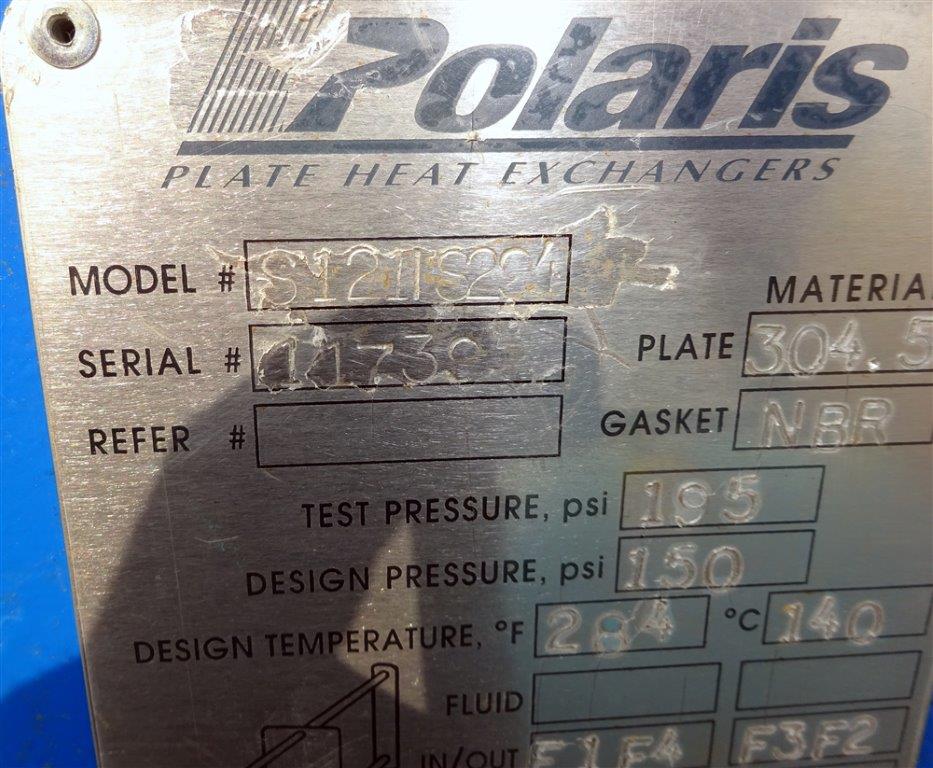 Polaris
PLATE HEAT EXCHANGERS
MODEL #
SERIAL #
REFER #
MATERIA
PLATE 304.5
GASKET NBR
TEST PRESSURE, psi 195
DESIGN PRESSURE, psi 150
DESIGN TEMPERATURE, °F 284 °C 140
FLUID
IN/OUT F1F4 F3F2